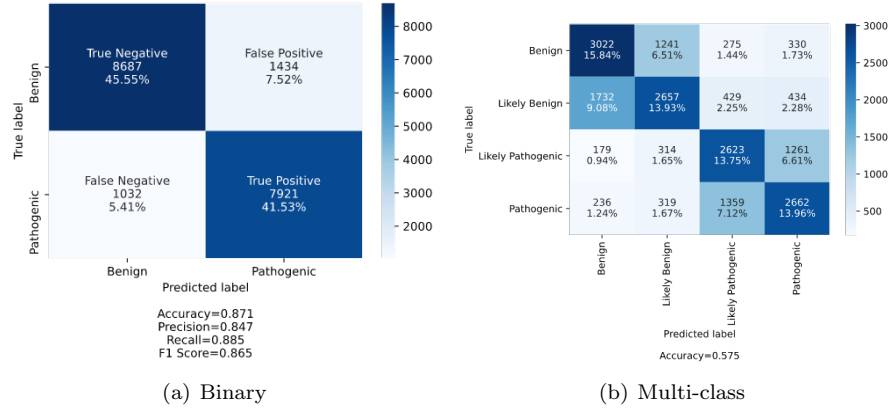 True Negative
8687
45.55%
False Positive
1434
7.52%
False Negative
1032
5.41%
True Positive
7921
41.53%
Benign
Pathogenic
True label
Benign
Pathogenic
Predicted label
8000
7000
6000
5000
4000
3000
2000
Accuracy=0.871
Precision=0.847
Recall=0.885
F1 Score=0.865
(a) Binary
Benign
3022 1241 275 330
15.84% 6.51% 1.44% 1.73%
Likely Benign
1732 2657 429 434
9.08% 13.93% 2.25% 2.28%
Likely Pathogenic
179 314 2623 1261
0.94% 1.65% 13.75% 6.61%
Pathogenic
236 319 1359 2662
1.24% 1.67% 7.12% 13.96%
True label
Benign
Likely Benign
Likely Pathogenic
Pathogenic
Predicted label
3000
2500
2000
1500
1000
500
Accuracy=0.575
(b) Multi-class